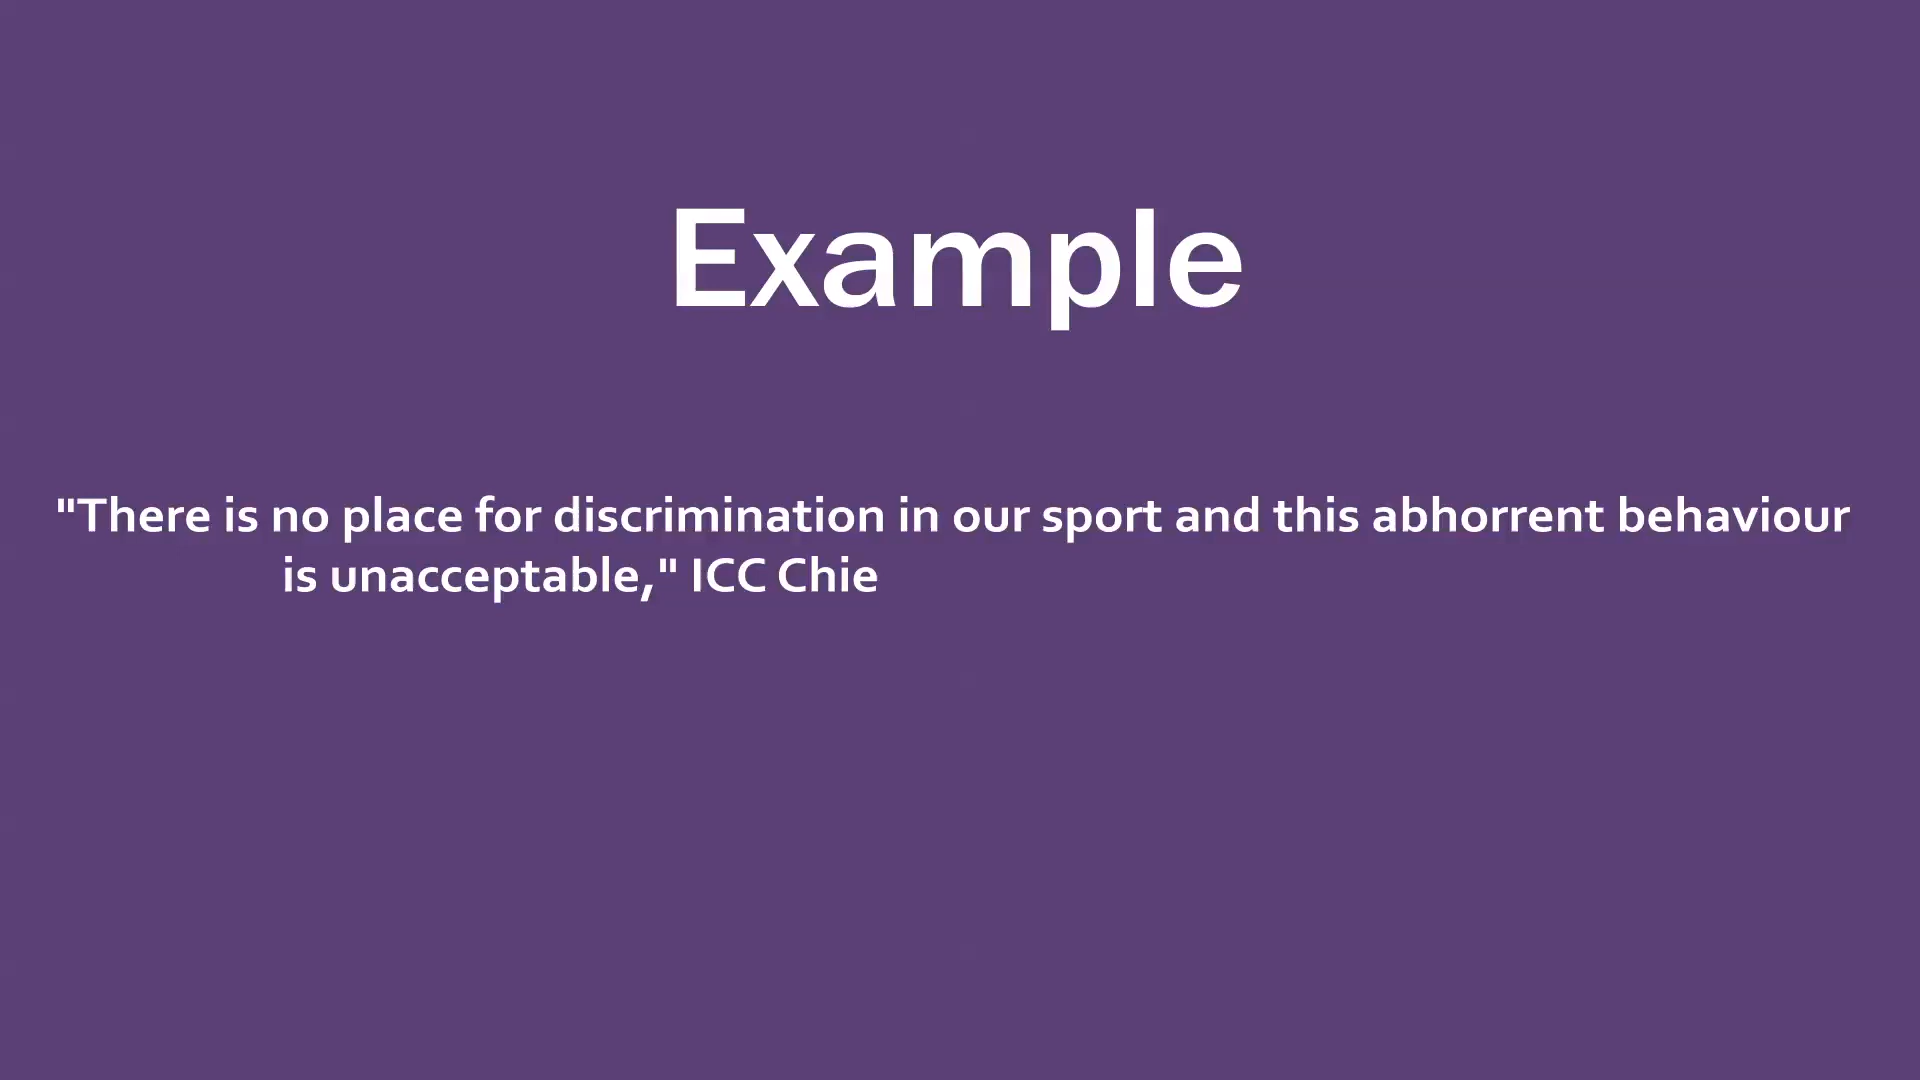 Example
"There is no place for discrimination in our sport and this abhorrent behaviour
is unacceptable," ICC Chie